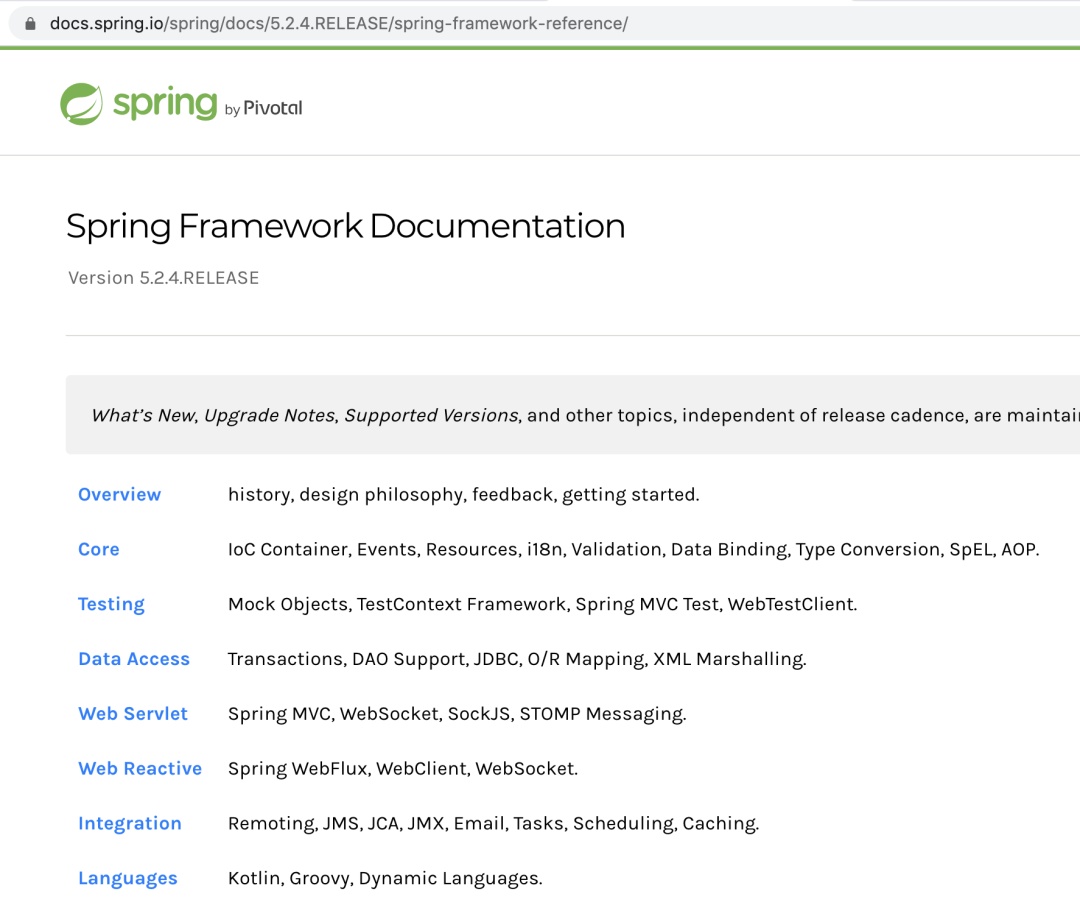 docs.spring.io/spring/docs/5.2.4.RELEASE/spring-framework-reference/
spring by Pivotal
Spring Framework Documentation
Version 5.2.4.RELEASE
What's New, Upgrade Notes, Supported Versions, and other topics, independent of release cadence, are maintai
Overview history, design philosophy, feedback, getting started.
Core IoC Container, Events, Resources, i18n, Validation, Data Binding, Type Conversion, SpEL, AOP.
Testing Mock Objects, TestContext Framework, Spring MVC Test, WebTestClient.
Data Access Transactions, DAO Support, JDBC, O/R Mapping, XML Marshalling.
Web Servlet Spring MVC, WebSocket, SockJS, STOMP Messaging.
Web Reactive Spring WebFlux, WebClient, WebSocket.
Integration Remoting, JMS, JCA, JMX, Email, Tasks, Scheduling, Caching.
Languages Kotlin, Groovy, Dynamic Languages.